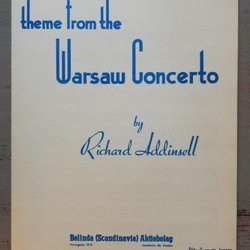 theme from the
Warsaw Concerto
by
Richard Addinsell
Belinda (Scandinavia) Aktiebolag